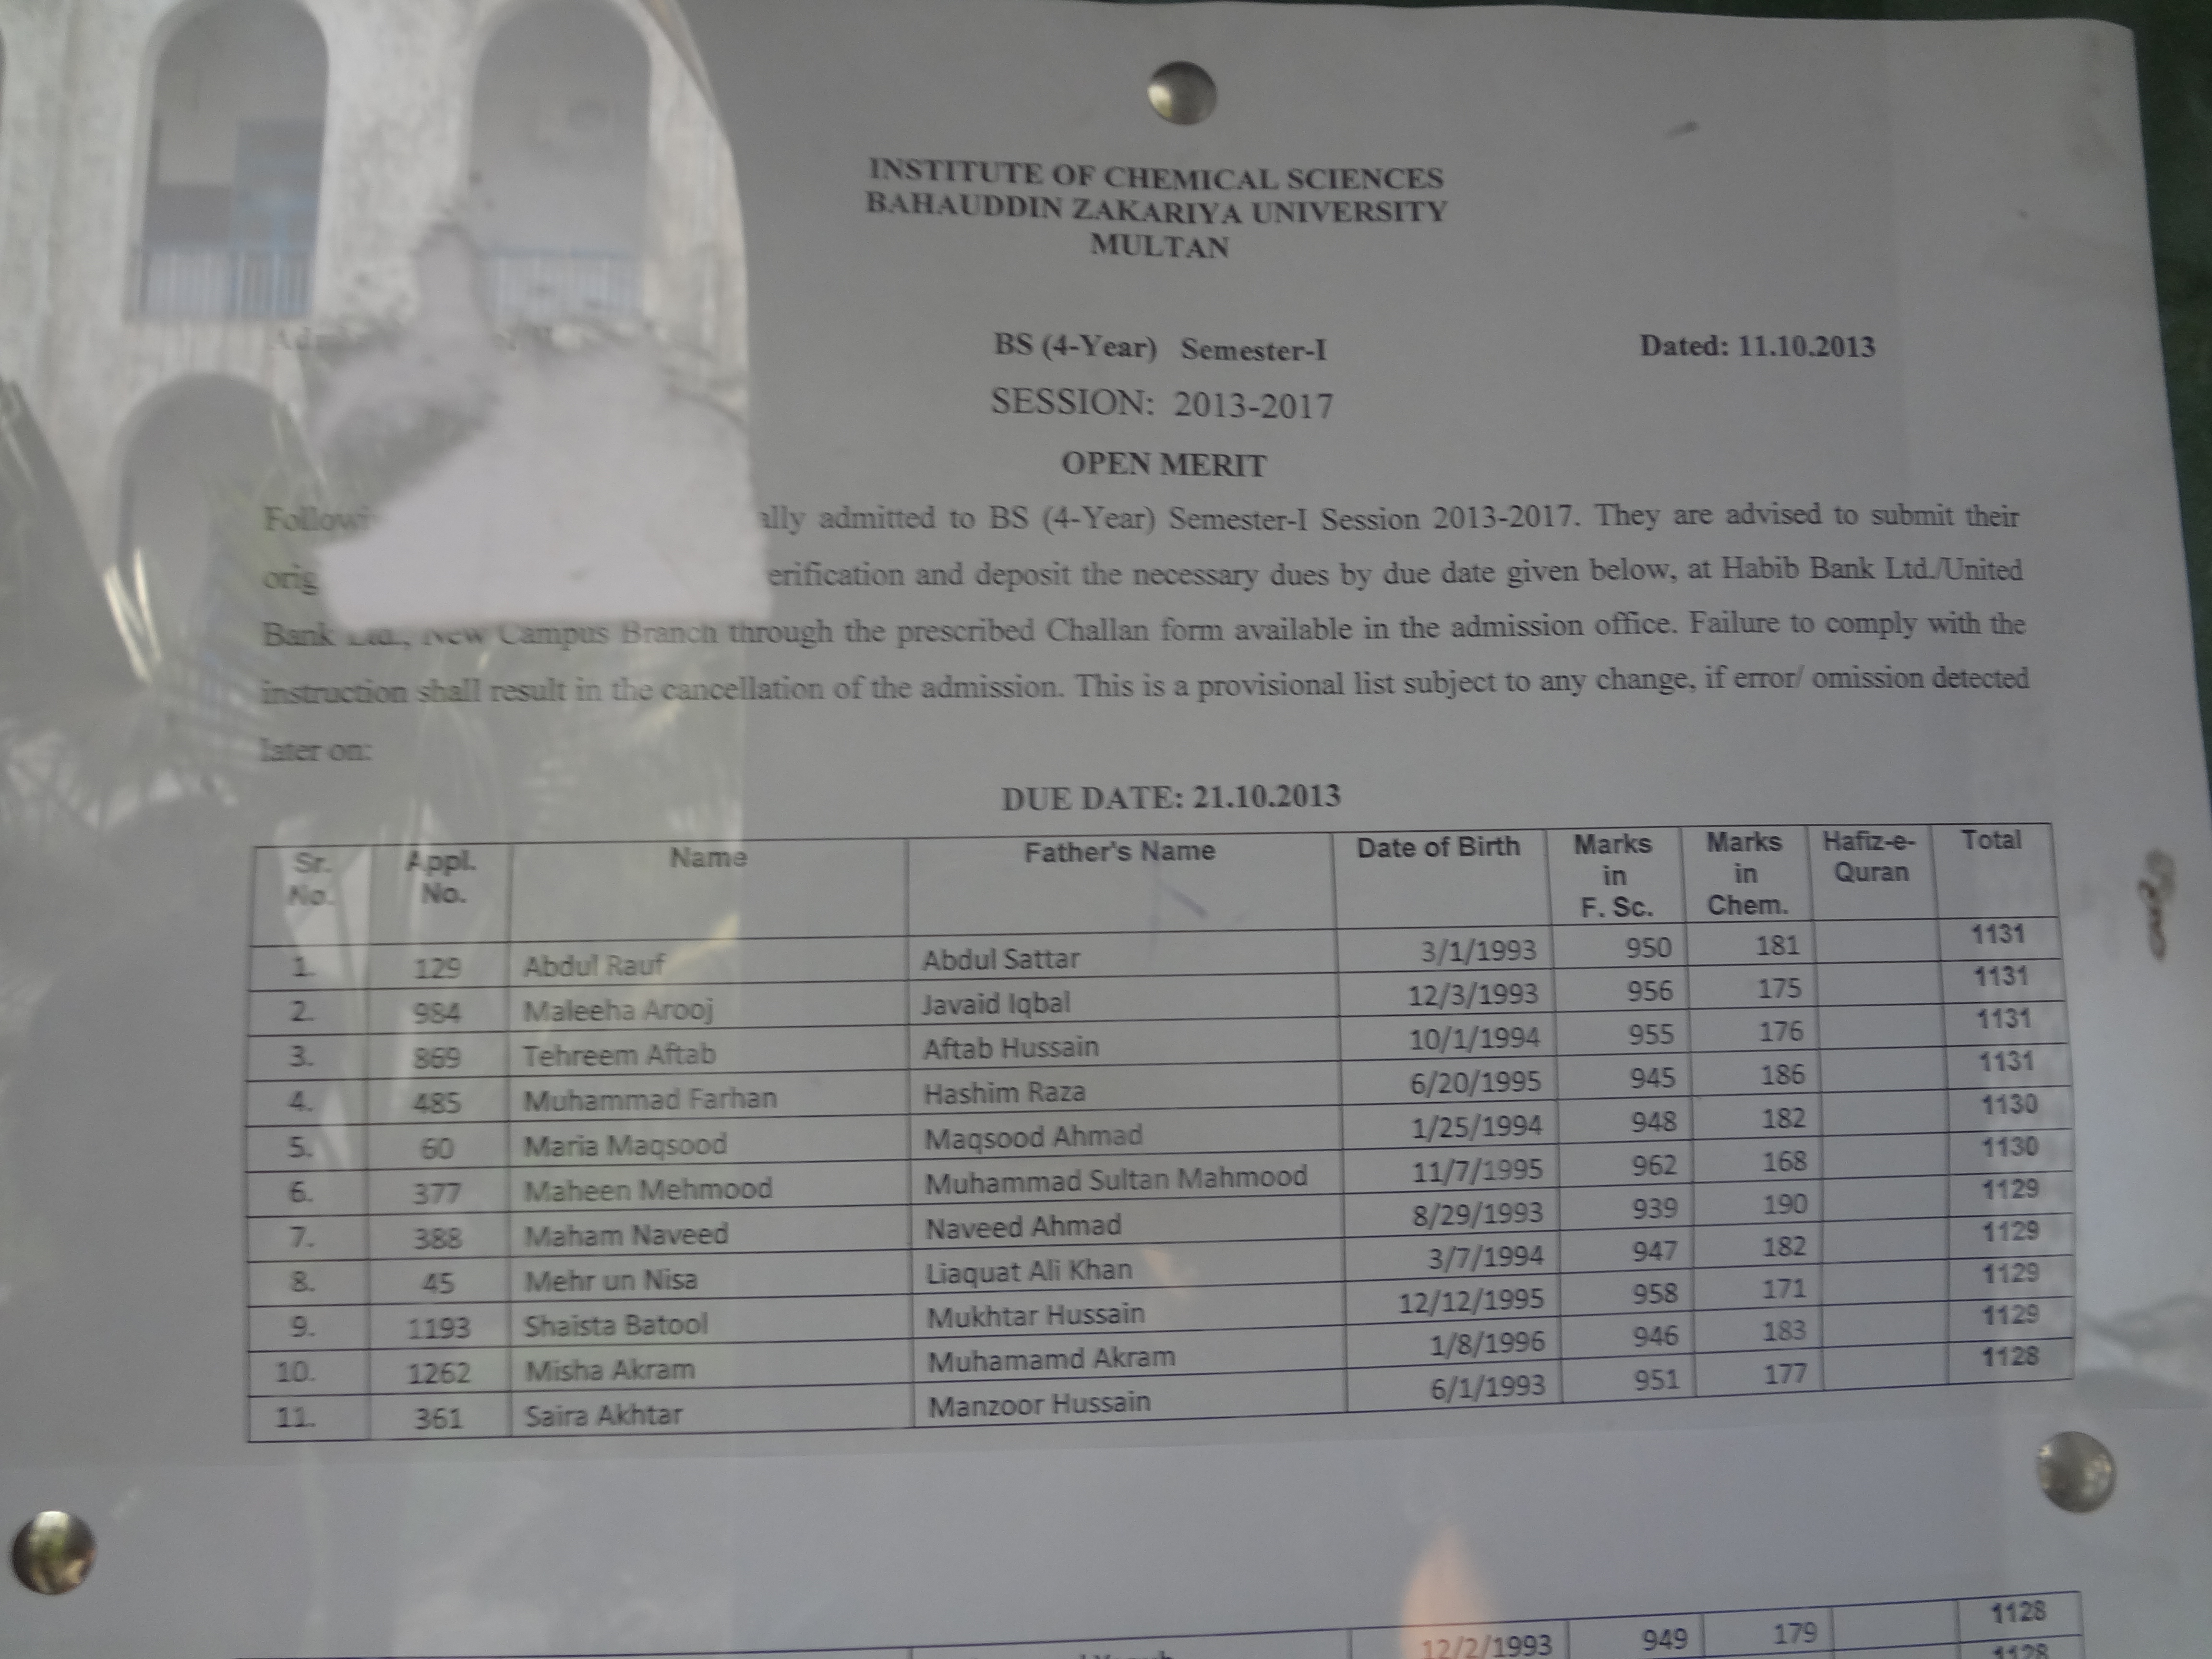 INSTITUTE OF CHEMICAL SCIENCES
BAHAUDDIN ZAKARIYA UNIVERSITY
MULTAN
BS (4-Year) Semester-I Dated: 11.10.2013
SESSION: 2013-2017
OPEN MERIT
admitted to BS (4-Year) Semester-I Session 2013-2017. They are advised to submit their
and deposit the necessary dues by due date given below, at Habib Bank Ltd./United
Bank Ltd., New Campus Branch through the prescribed Challan form available in the admission office. Failure to comply with the
instruction shall result in the cancellation of the admission. This is a provisional list subject to any change, if error/ omission detected
later on:
DUE DATE: 21.10.2013
Sr. No. Appl. No. Name Father's Name Date of Birth Marks in F. Sc. Marks in Chem. Hafiz-e-Quran Total
1. 129 Abdul Rauf Abdul Sattar 3/1/1993 950 181 1131
2. 984 Maleeha Arooj Javaid Iqbal 12/3/1993 956 175 1131
3. 869 Tehreem Aftab Aftab Hussain 10/1/1994 955 176 1131
4. 485 Muhammad Farhan Hashim Raza 6/20/1995 945 186 1131
5. 60 Maria Maqsood Maqsood Ahmad 1/25/1994 948 182 1130
6. 377 Maheen Mehmood Muhammad Sultan Mahmood 11/7/1995 962 168 1130
7. 388 Maham Naveed Naveed Ahmad 8/29/1993 939 190 1129
8. 45 Mehr un Nisa Liaquat Ali Khan 3/7/1994 947 182 1129
9. 1193 Shaista Batool Mukhtar Hussain 12/12/1995 958 171 1129
10. 1262 Misha Akram Muhamamd Akram 1/8/1996 946 183 1129
11. 361 Saira Akhtar Manzoor Hussain 6/1/1993 951 177 1128
12/2/1993 949 179 1128
1128